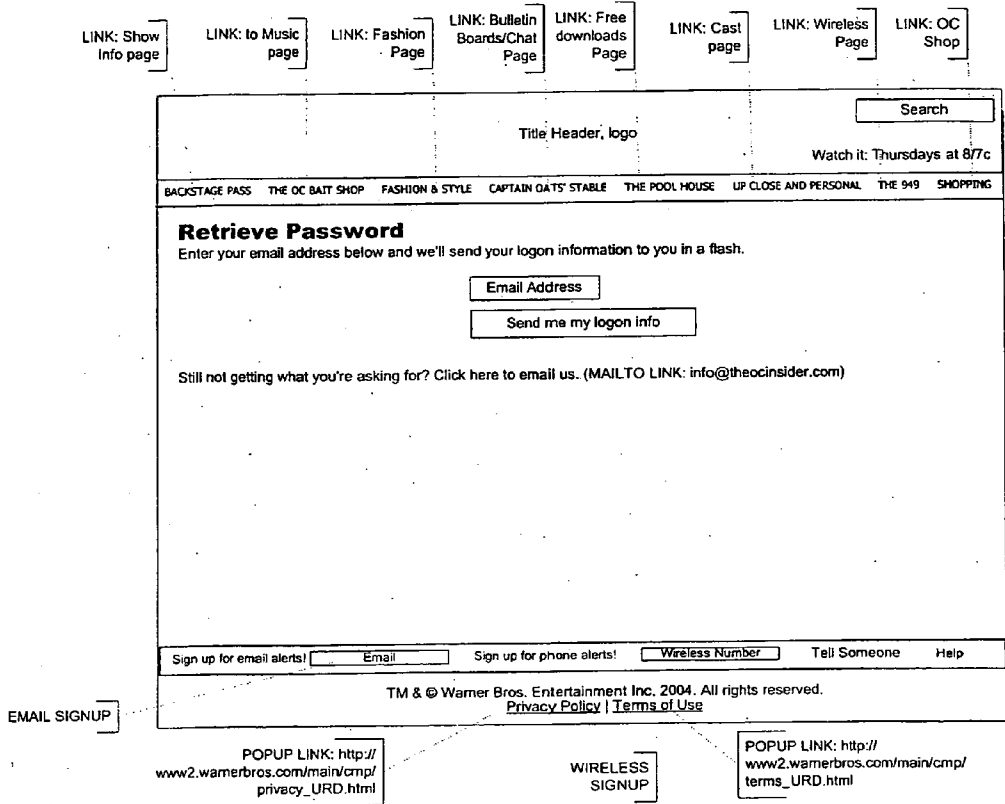 LINK: Show
Info page
LINK: to Music
page
LINK: Fashion
Page
LINK: Bulletin
Boards/Chat
Page
LINK: Free
downloads
Page
LINK: Cast
page
LINK: Wireless
Page
LINK: OC
Shop
Search
Title Header, logo
Watch it: Thursdays at 8/7c
BACKSTAGE PASS THE OC BAIT SHOP FASHION & STYLE CAPTAIN OATS' STABLE THE POOL HOUSE UP CLOSE AND PERSONAL THE 949 SHOPPING
Retrieve Password
Enter your email address below and we'll send your logon information to you in a flash.
Email Address
Send me my logon info
Still not getting what you're asking for? Click here to email us. (MAILTO LINK: info@theocinsider.com)
Sign up for email alerts! Email Sign up for phone alerts! Wireless Number Tell Someone Help
TM & © Warner Bros. Entertainment Inc. 2004. All rights reserved.
Privacy Policy | Terms of Use
EMAIL SIGNUP
POPUP LINK: http://
www2.warnerbros.com/main/cmp/
privacy_URD.html
WIRELESS
SIGNUP
POPUP LINK: http://
www2.warnerbros.com/main/cmp/
terms_URD.html